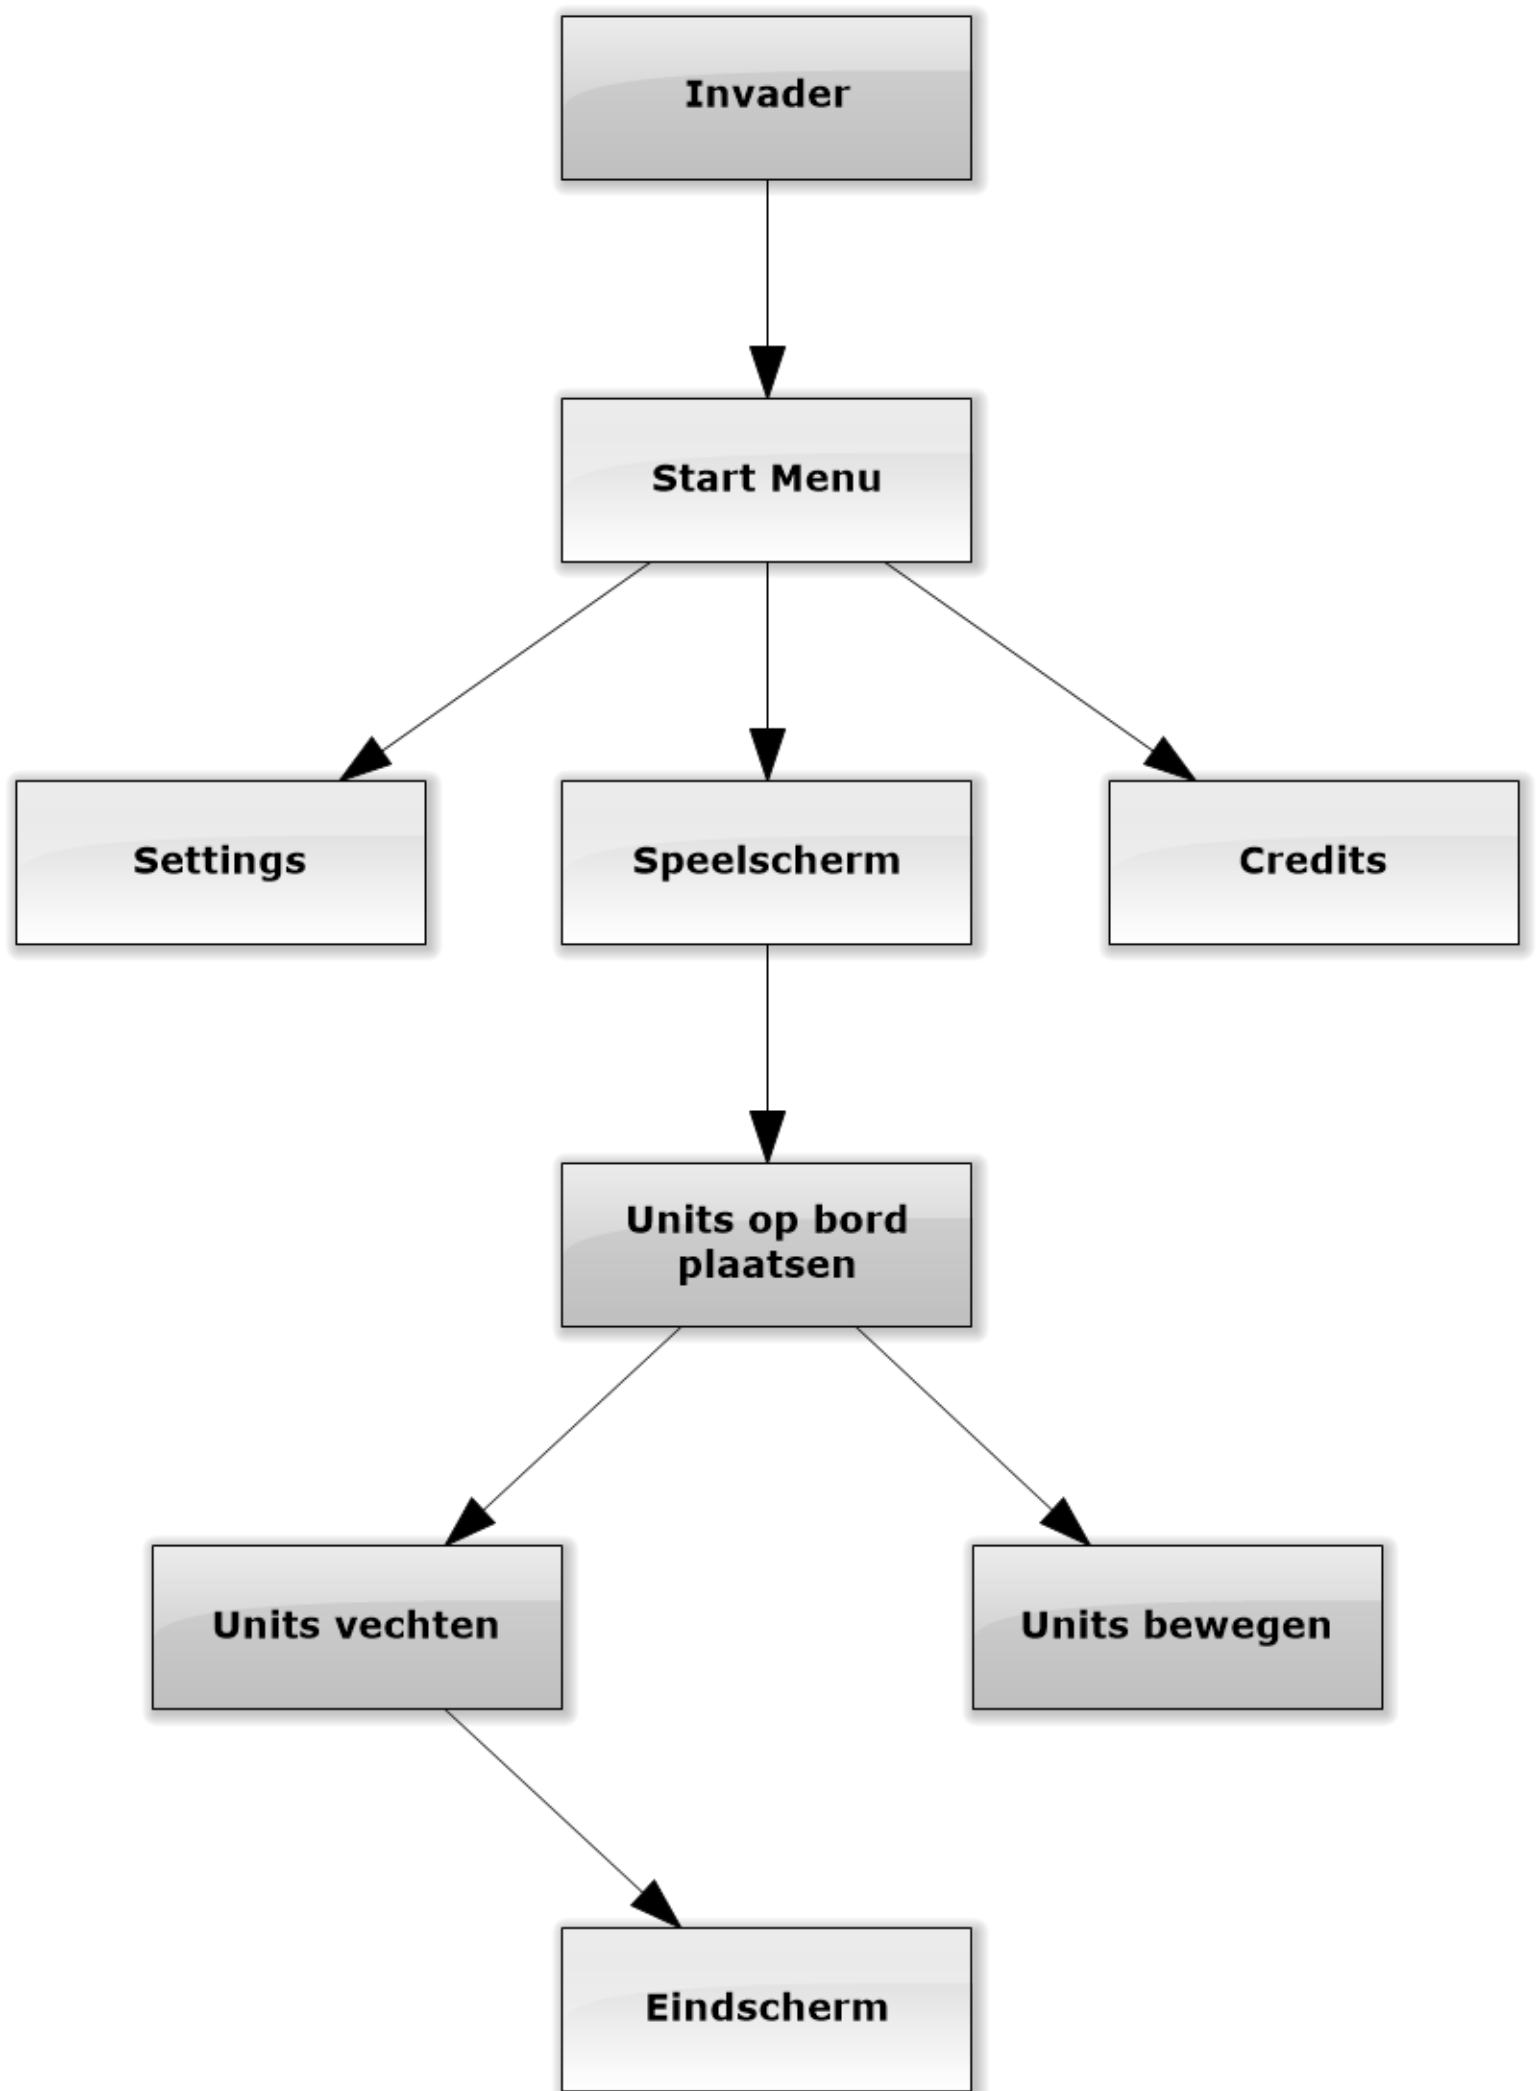 Invader
Start Menu
Settings
Speelscherm
Credits
Units op bord
plaatsen
Units vechten
Units bewegen
Eindscherm